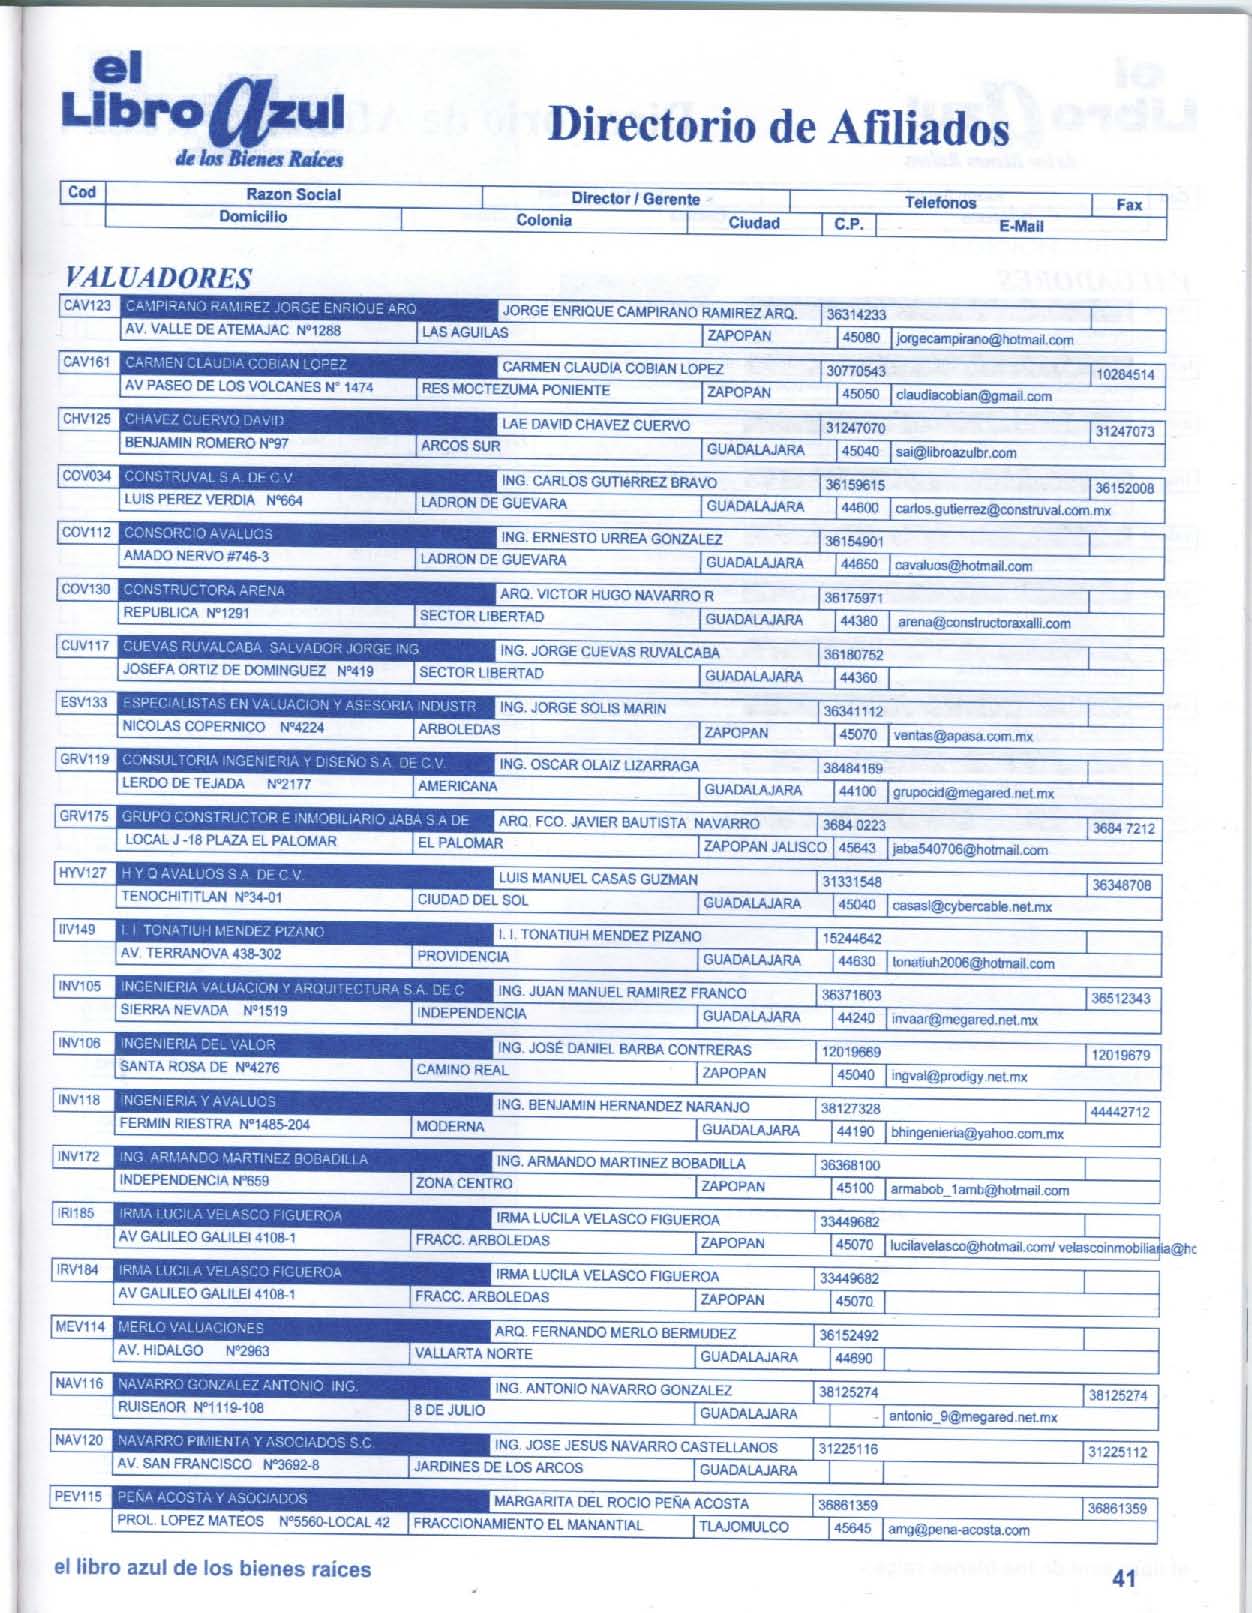 el
Libro azul
de los Bienes Raíces
Directorio de Afiliados
Cod Razon Social Director / Gerente Telefonos Fax
Domicilio Colonia Ciudad C.P. E-Mail
VALUADORES
CAV123 CAMPIRANO RAMIREZ JORGE ENRIQUE ARQ. JORGE ENRIQUE CAMPIRANO RAMIREZ ARQ. 36314233
AV. VALLE DE ATEMAJAC Nº1288 LAS AGUILAS ZAPOPAN 45080 jorgecampirano@hotmail.com
CAV161 CARMEN CLAUDIA COBIAN LOPEZ CARMEN CLAUDIA COBIAN LOPEZ 30770543 10284514
AV PASEO DE LOS VOLCANES Nº 1474 RES MOCTEZUMA PONIENTE ZAPOPAN 45050 claudiacobian@gmail.com
CHV125 CHAVEZ CUERVO DAVID LAE DAVID CHAVEZ CUERVO 31247070 31247073
BENJAMIN ROMERO Nº97 ARCOS SUR GUADALAJARA 45040 sai@libroazulbr.com
COV034 CONSTRUVAL S.A. DE C.V. ING. CARLOS GUTIéRREZ BRAVO 36159615 36152008
LUIS PEREZ VERDIA Nº664 LADRON DE GUEVARA GUADALAJARA 44600 carlos.gutierrez@construval.com.mx
COV112 CONSORCIO AVALUOS ING. ERNESTO URREA GONZALEZ 36154901
AMADO NERVO #746-3 LADRON DE GUEVARA GUADALAJARA 44650 cavaluos@hotmail.com
COV130 CONSTRUCTORA ARENA ARQ. VICTOR HUGO NAVARRO R 36175971
REPUBLICA Nº1291 SECTOR LIBERTAD GUADALAJARA 44380 arena@constructoraxalli.com
CUV117 CUEVAS RUVALCABA SALVADOR JORGE ING. ING. JORGE CUEVAS RUVALCABA 36180752
JOSEFA ORTIZ DE DOMINGUEZ Nº419 SECTOR LIBERTAD GUADALAJARA 44360
ESV133 ESPECIALISTAS EN VALUACION Y ASESORIA INDUSTR ING. JORGE SOLIS MARIN 36341112
NICOLAS COPERNICO Nº4224 ARBOLEDAS ZAPOPAN 45070 ventas@apasa.com.mx
GRV119 CONSULTORIA INGENIERIA Y DISEÑO S.A. DE C.V. ING. OSCAR OLAIZ LIZARRAGA 38484169
LERDO DE TEJADA Nº2177 AMERICANA GUADALAJARA 44100 grupocid@megared.net.mx
GRV175 GRUPO CONSTRUCTOR E INMOBILIARIO JABA S.A DE ARQ. FCO. JAVIER BAUTISTA NAVARRO 3684 0223 3684 7212
LOCAL J -18 PLAZA EL PALOMAR EL PALOMAR ZAPOPAN JALISCO 45643 jaba540706@hotmail.com
HYV127 H Y Q AVALUOS S.A. DE C.V. LUIS MANUEL CASAS GUZMAN 31331548 36348708
TENOCHITITLAN Nº34-01 CIUDAD DEL SOL GUADALAJARA 45040 casasl@cybercable.net.mx
IIV149 I. I. TONATIUH MENDEZ PIZANO I. I. TONATIUH MENDEZ PIZANO 15244642
AV. TERRANOVA 438-302 PROVIDENCIA GUADALAJARA 44630 tonatiuh2006@hotmail.com
INV105 INGENIERIA VALUACION Y ARQUITECTURA S.A. DE C ING. JUAN MANUEL RAMIREZ FRANCO 36371603 36512343
SIERRA NEVADA Nº1519 INDEPENDENCIA GUADALAJARA 44240 invaar@megared.net.mx
INV106 INGENIERIA DEL VALOR ING. JOSÉ DANIEL BARBA CONTRERAS 12019669 12019679
SANTA ROSA DE Nº4276 CAMINO REAL ZAPOPAN 45040 ingval@prodigy.net.mx
INV118 INGENIERIA Y AVALUOS ING. BENJAMIN HERNANDEZ NARANJO 38127328 44442712
FERMIN RIESTRA Nº1485-204 MODERNA GUADALAJARA 44190 bhingenieria@yahoo.com.mx
INV172 ING. ARMANDO MARTINEZ BOBADILLA ING. ARMANDO MARTINEZ BOBADILLA 36368100
INDEPENDENCIA Nº659 ZONA CENTRO ZAPOPAN 45100 armabob_1amb@hotmail.com
IRI185 IRMA LUCILA VELASCO FIGUEROA IRMA LUCILA VELASCO FIGUEROA 33449682
AV GALILEO GALILEI 4108-1 FRACC. ARBOLEDAS ZAPOPAN 45070 lucilavelasco@hotmail.com/ velascoinmobiliaria@hc
IRV184 IRMA LUCILA VELASCO FIGUEROA IRMA LUCILA VELASCO FIGUEROA 33449682
AV GALILEO GALILEI 4108-1 FRACC. ARBOLEDAS ZAPOPAN 45070
MEV114 MERLO VALUACIONES ARQ. FERNANDO MERLO BERMUDEZ 36152492
AV. HIDALGO Nº2963 VALLARTA NORTE GUADALAJARA 44690
NAV116 NAVARRO GONZALEZ ANTONIO ING. ING. ANTONIO NAVARRO GONZALEZ 38125274 38125274
RUISEñOR Nº1119-108 8 DE JULIO GUADALAJARA - antonio_9@megared.net.mx
NAV120 NAVARRO PIMIENTA Y ASOCIADOS S.C. ING. JOSE JESUS NAVARRO CASTELLANOS 31225116 31225112
AV. SAN FRANCISCO Nº3692-8 JARDINES DE LOS ARCOS GUADALAJARA
PEV115 PEÑA ACOSTA Y ASOCIADOS MARGARITA DEL ROCIO PEÑA ACOSTA 36861359 36861359
PROL. LOPEZ MATEOS Nº5560-LOCAL 42 FRACCIONAMIENTO EL MANANTIAL TLAJOMULCO 45645 amg@pena-acosta.com
el libro azul de los bienes raíces
41